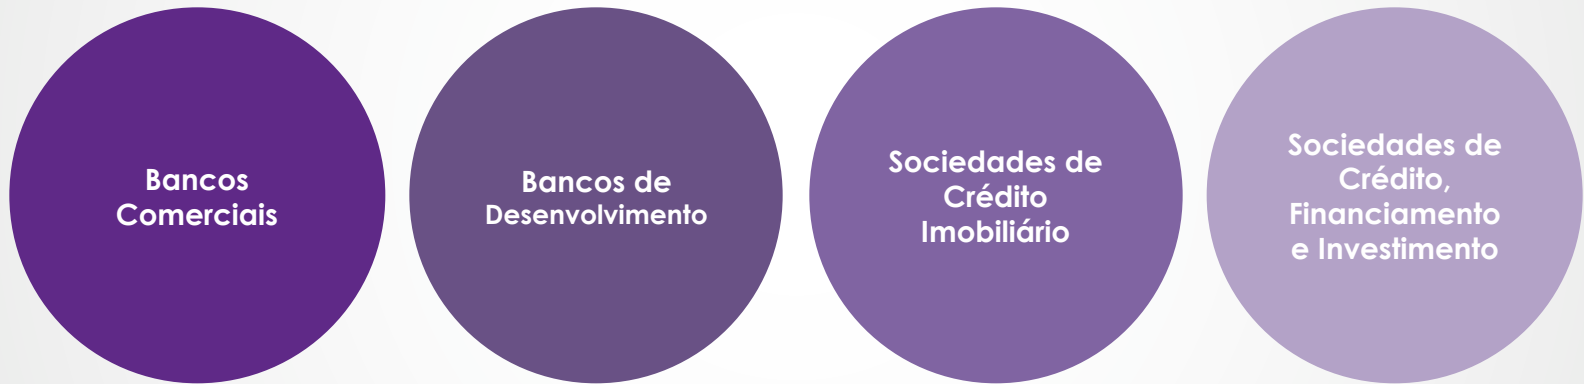 Bancos
Comerciais
Bancos de
Desenvolvimento
Sociedades de
Crédito
Imobiliário
Sociedades de
Crédito,
Financiamento
e Investimento